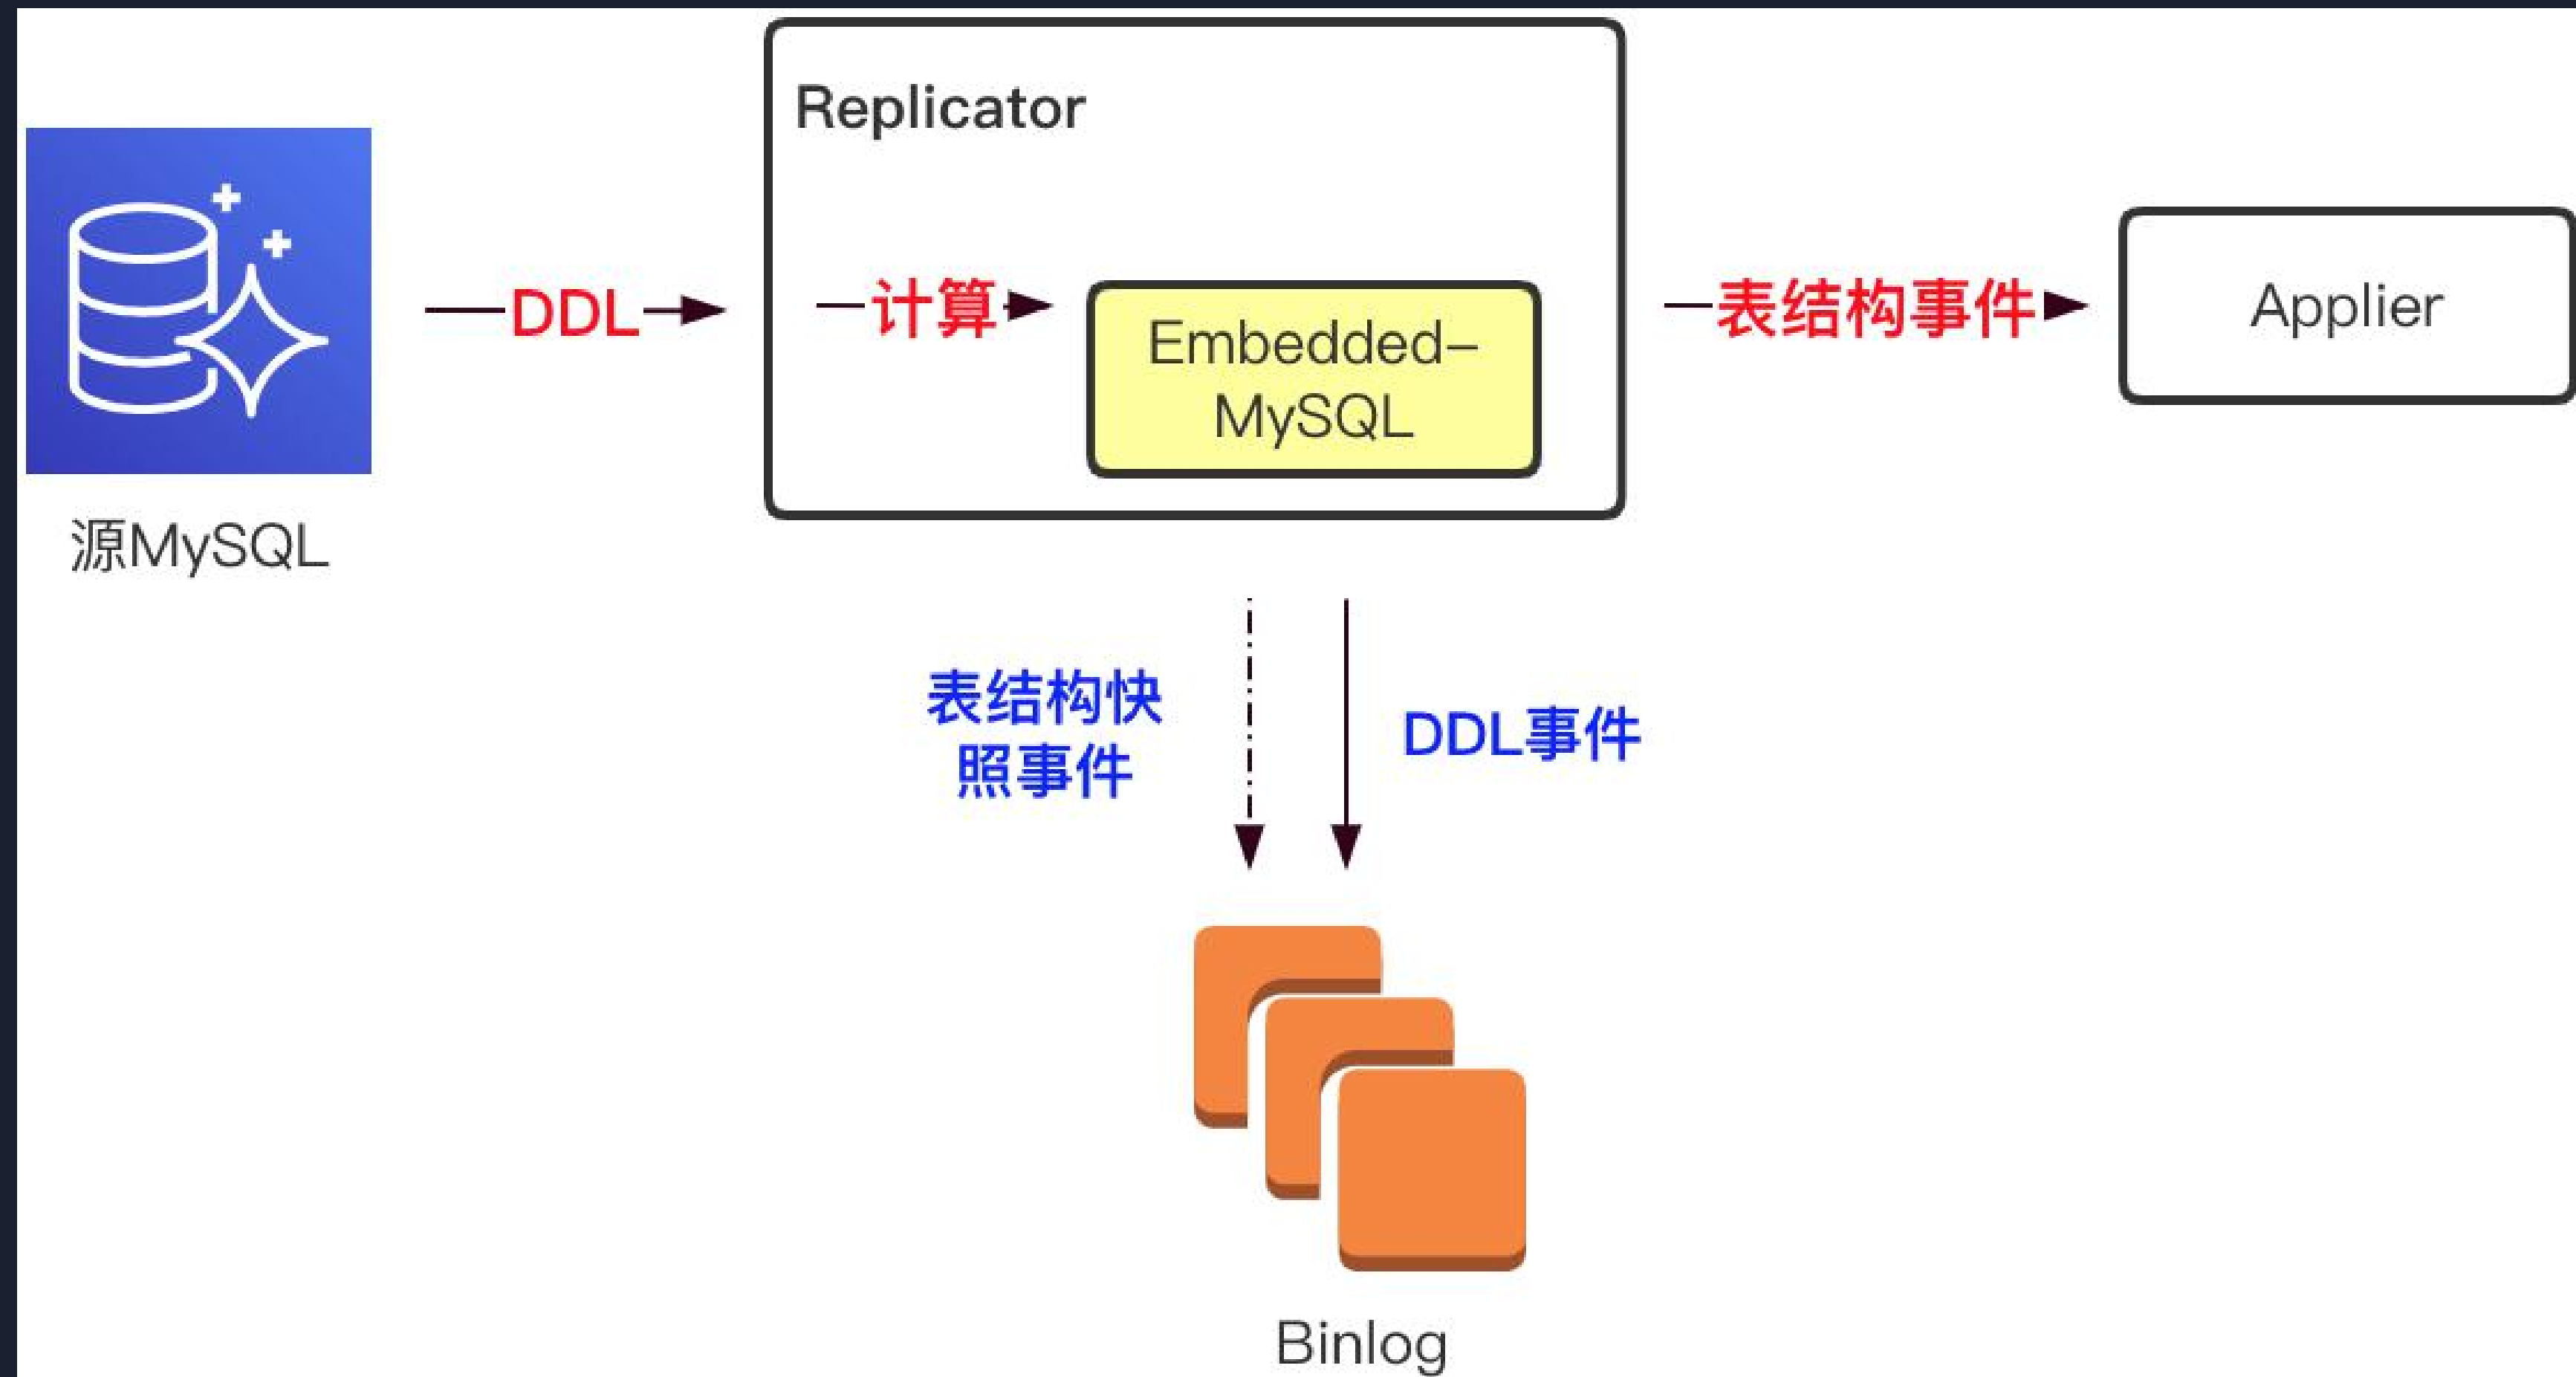 Replicator
源MySQL
DDL
计算
Embedded-
MySQL
表结构事件
Applier
表结构快
照事件
DDL事件
Binlog